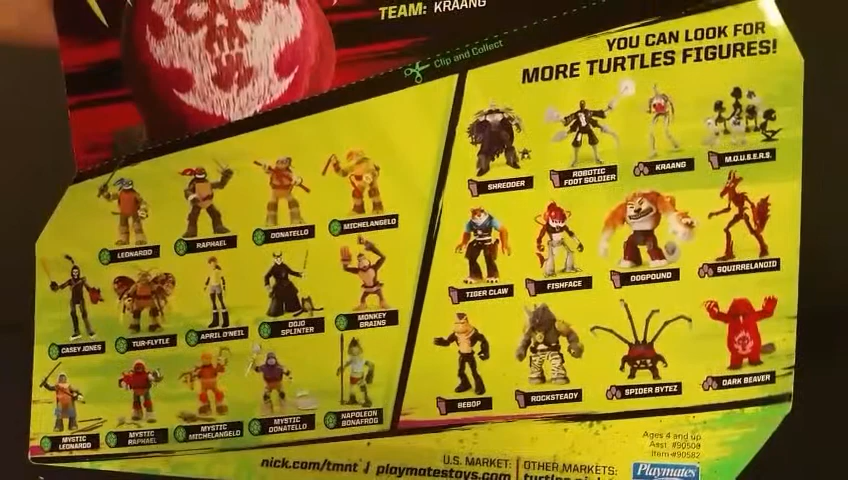 TEAM: KRAANG
Clip and Collect
YOU CAN LOOK FOR
MORE TURTLES FIGURES!
LEONARDO
RAPHAEL
DONATELLO
MICHELANGELO
CASEY JONES
TUR-FLYTLE
APRIL O'NEIL
DOJO
SPLINTER
MONKEY
BRAINS
MYSTIC
LEONARDO
MYSTIC
RAPHAEL
MYSTIC
MICHELANGELO
MYSTIC
DONATELLO
NAPOLEON
BONAFROG
SHREDDER
ROBOTIC
FOOT SOLDIER
KRAANG
M.O.U.S.E.R.S.
TIGER CLAW
FISHFACE
DOGPOUND
SQUIRRELANOID
BEBOP
ROCKSTEADY
SPIDER BYTEZ
DARK BEAVER
Ages 4 and up
Asst. #90508
Item #90582
nick.com/tmnt / playmatestoys.com
U.S. MARKET:
OTHER MARKETS:
Playmates